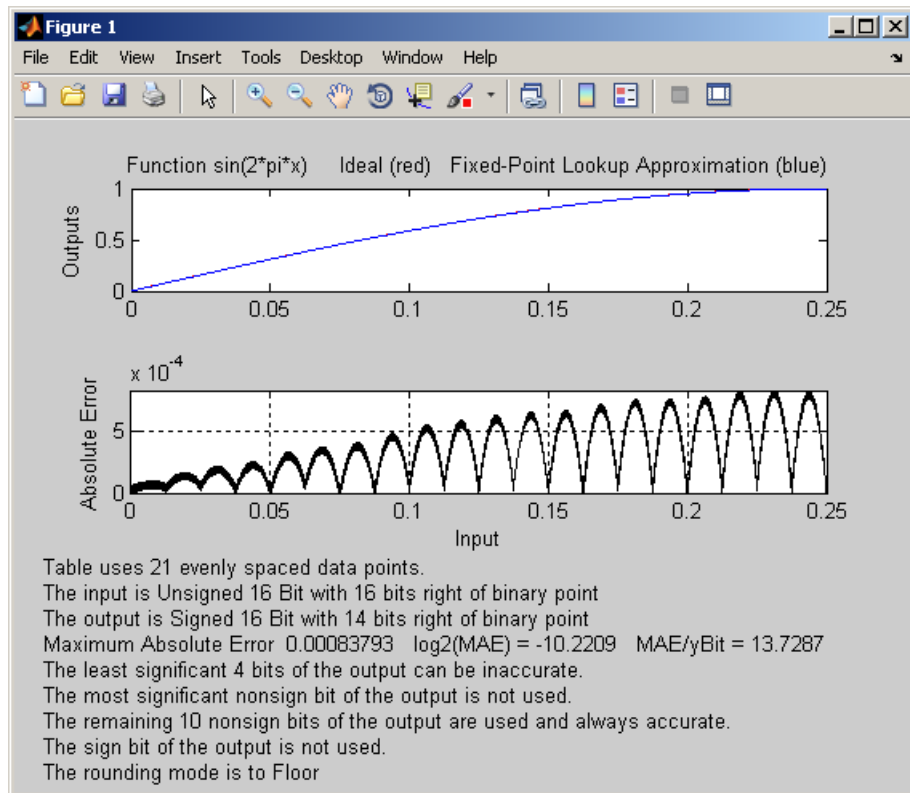 Figure 1
File Edit View Insert Tools Desktop Window Help
Function sin(2*pi*x) Ideal (red) Fixed-Point Lookup Approximation (blue)
Outputs
1
0.5
0
0 0.05 0.1 0.15 0.2 0.25
x 10^-4
Absolute Error
5
0
0 0.05 0.1 0.15 0.2 0.25
Input
Table uses 21 evenly spaced data points.
The input is Unsigned 16 Bit with 16 bits right of binary point
The output is Signed 16 Bit with 14 bits right of binary point
Maximum Absolute Error 0.00083793 log2(MAE) = -10.2209 MAE/yBit = 13.7287
The least significant 4 bits of the output can be inaccurate.
The most significant nonsign bit of the output is not used.
The remaining 10 nonsign bits of the output are used and always accurate.
The sign bit of the output is not used.
The rounding mode is to Floor